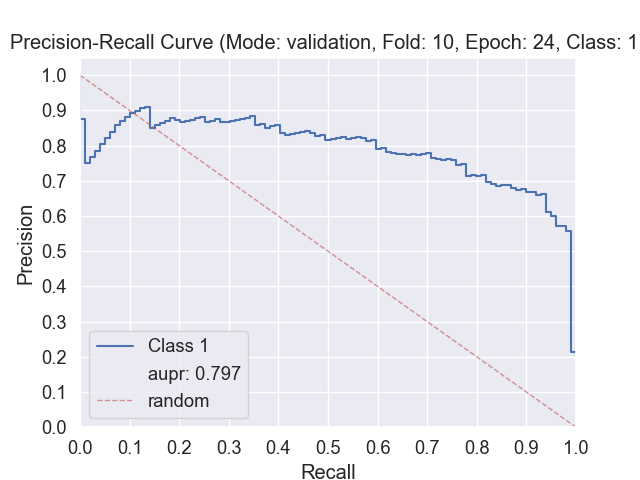 Precision-Recall Curve (Mode: validation, Fold: 10, Epoch: 24, Class: 1
1.0
0.9
0.8
0.7
0.6
0.5
0.4
0.3
0.2
0.1
0.0
Precision
Class 1
aupr: 0.797
random
0.0 0.1 0.2 0.3 0.4 0.5 0.6 0.7 0.8 0.9 1.0
Recall